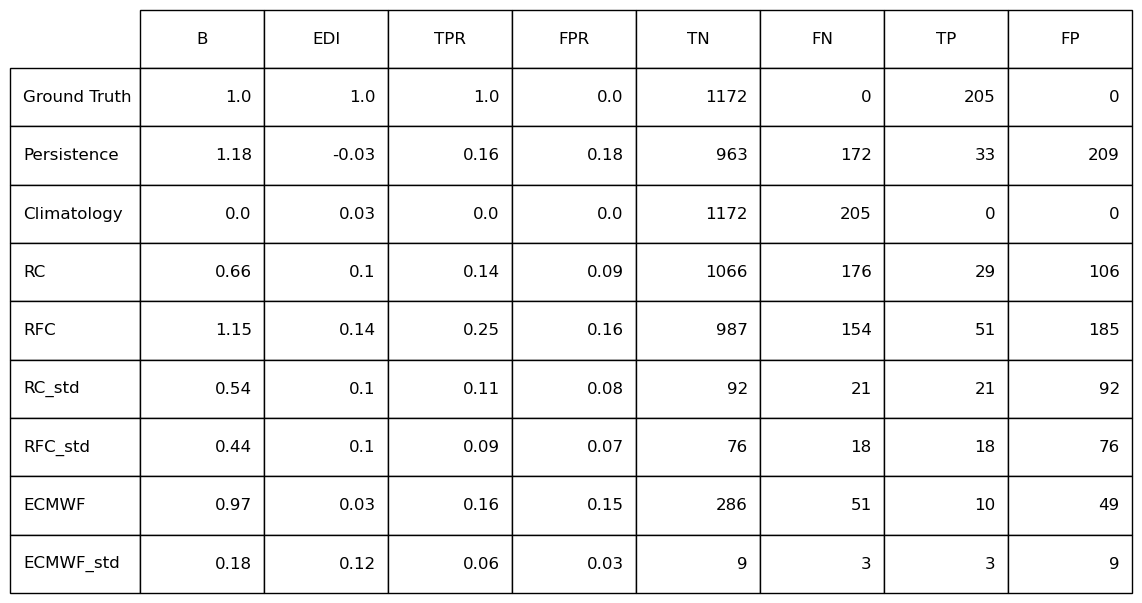 B EDI TPR FPR TN FN TP FP
Ground Truth 1.0 1.0 1.0 0.0 1172 0 205 0
Persistence 1.18 -0.03 0.16 0.18 963 172 33 209
Climatology 0.0 0.03 0.0 0.0 1172 205 0 0
RC 0.66 0.1 0.14 0.09 1066 176 29 106
RFC 1.15 0.14 0.25 0.16 987 154 51 185
RC_std 0.54 0.1 0.11 0.08 92 21 21 92
RFC_std 0.44 0.1 0.09 0.07 76 18 18 76
ECMWF 0.97 0.03 0.16 0.15 286 51 10 49
ECMWF_std 0.18 0.12 0.06 0.03 9 3 3 9